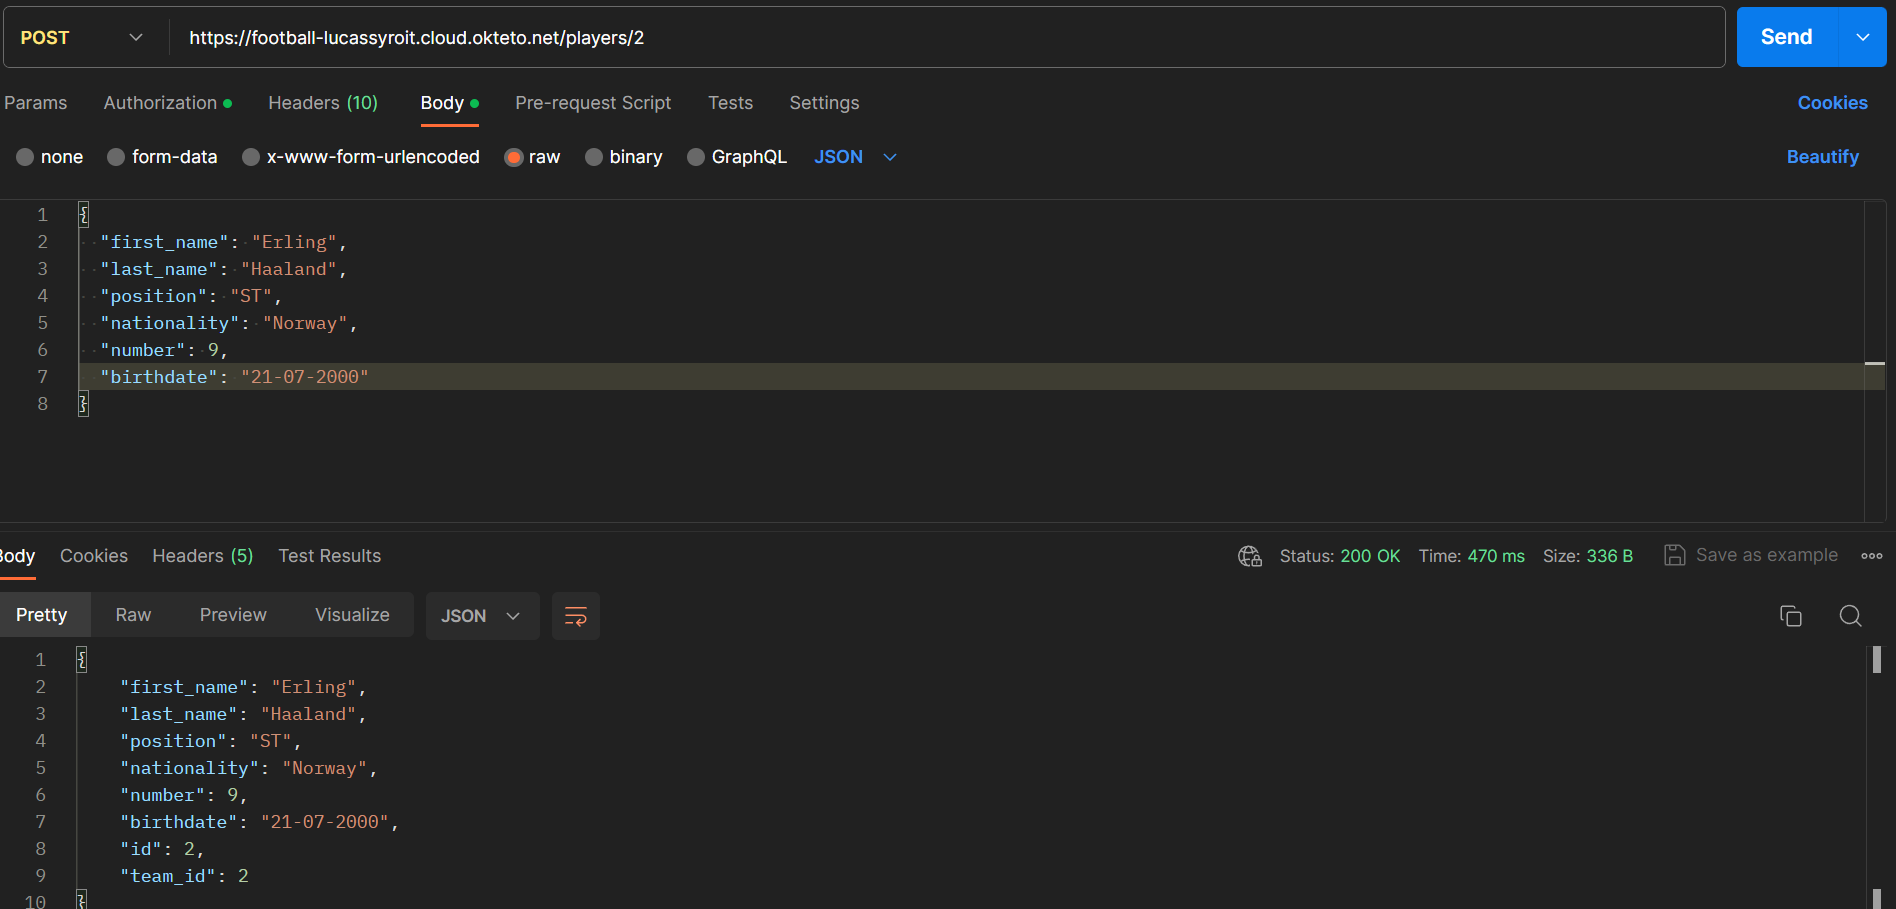 POST https://football-lucassyroit.cloud.okteto.net/players/2 Send
Params Authorization Headers (10) Body Pre-request Script Tests Settings Cookies
none form-data x-www-form-urlencoded raw binary GraphQL JSON Beautify
1 {
2 "first_name": "Erling",
3 "last_name": "Haaland",
4 "position": "ST",
5 "nationality": "Norway",
6 "number": 9,
7 "birthdate": "21-07-2000"
8 }
Body Cookies Headers (5) Test Results Status: 200 OK Time: 470 ms Size: 336 B Save as example
Pretty Raw Preview Visualize JSON
1 {
2 "first_name": "Erling",
3 "last_name": "Haaland",
4 "position": "ST",
5 "nationality": "Norway",
6 "number": 9,
7 "birthdate": "21-07-2000",
8 "id": 2,
9 "team_id": 2
10 }